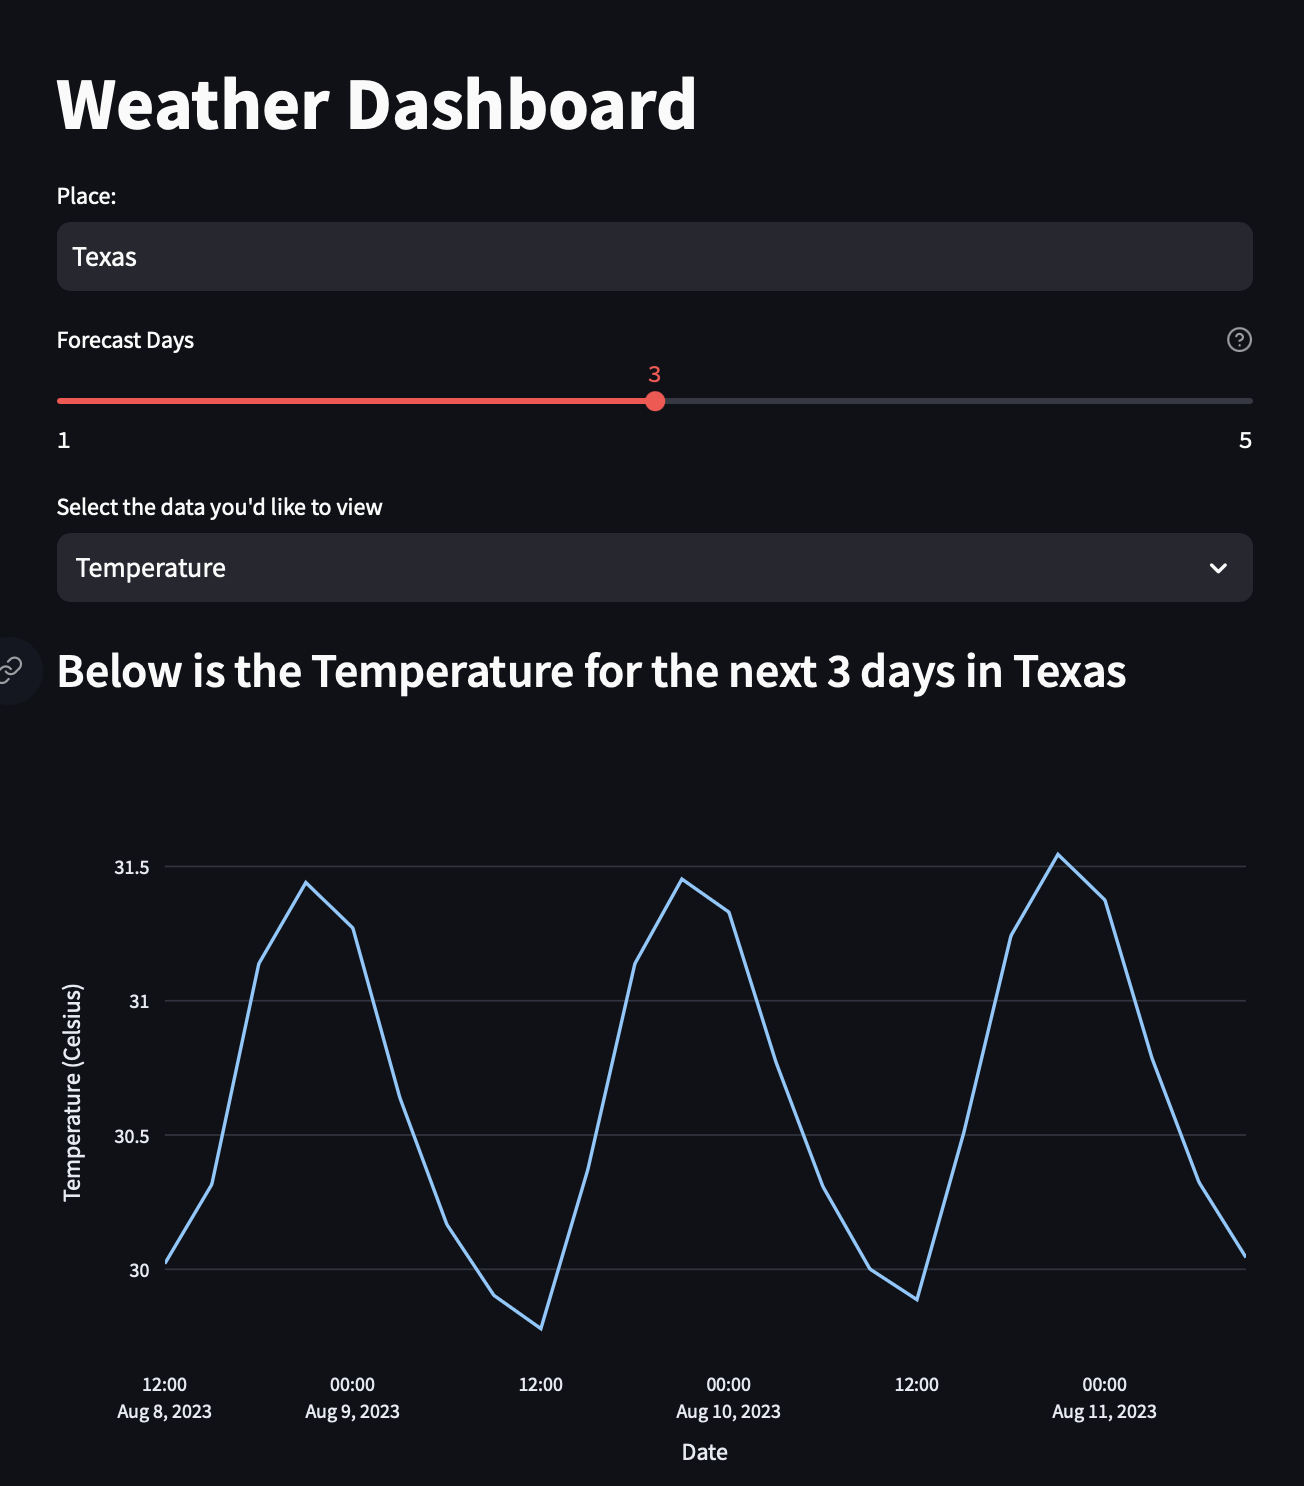 Weather Dashboard
Place:
Texas
Forecast Days
3
1 5
Select the data you'd like to view
Temperature
Below is the Temperature for the next 3 days in Texas
31.5
31
30.5
30
Temperature (Celsius)
12:00 00:00 12:00 00:00 12:00 00:00
Aug 8, 2023 Aug 9, 2023 Aug 10, 2023 Aug 11, 2023
Date